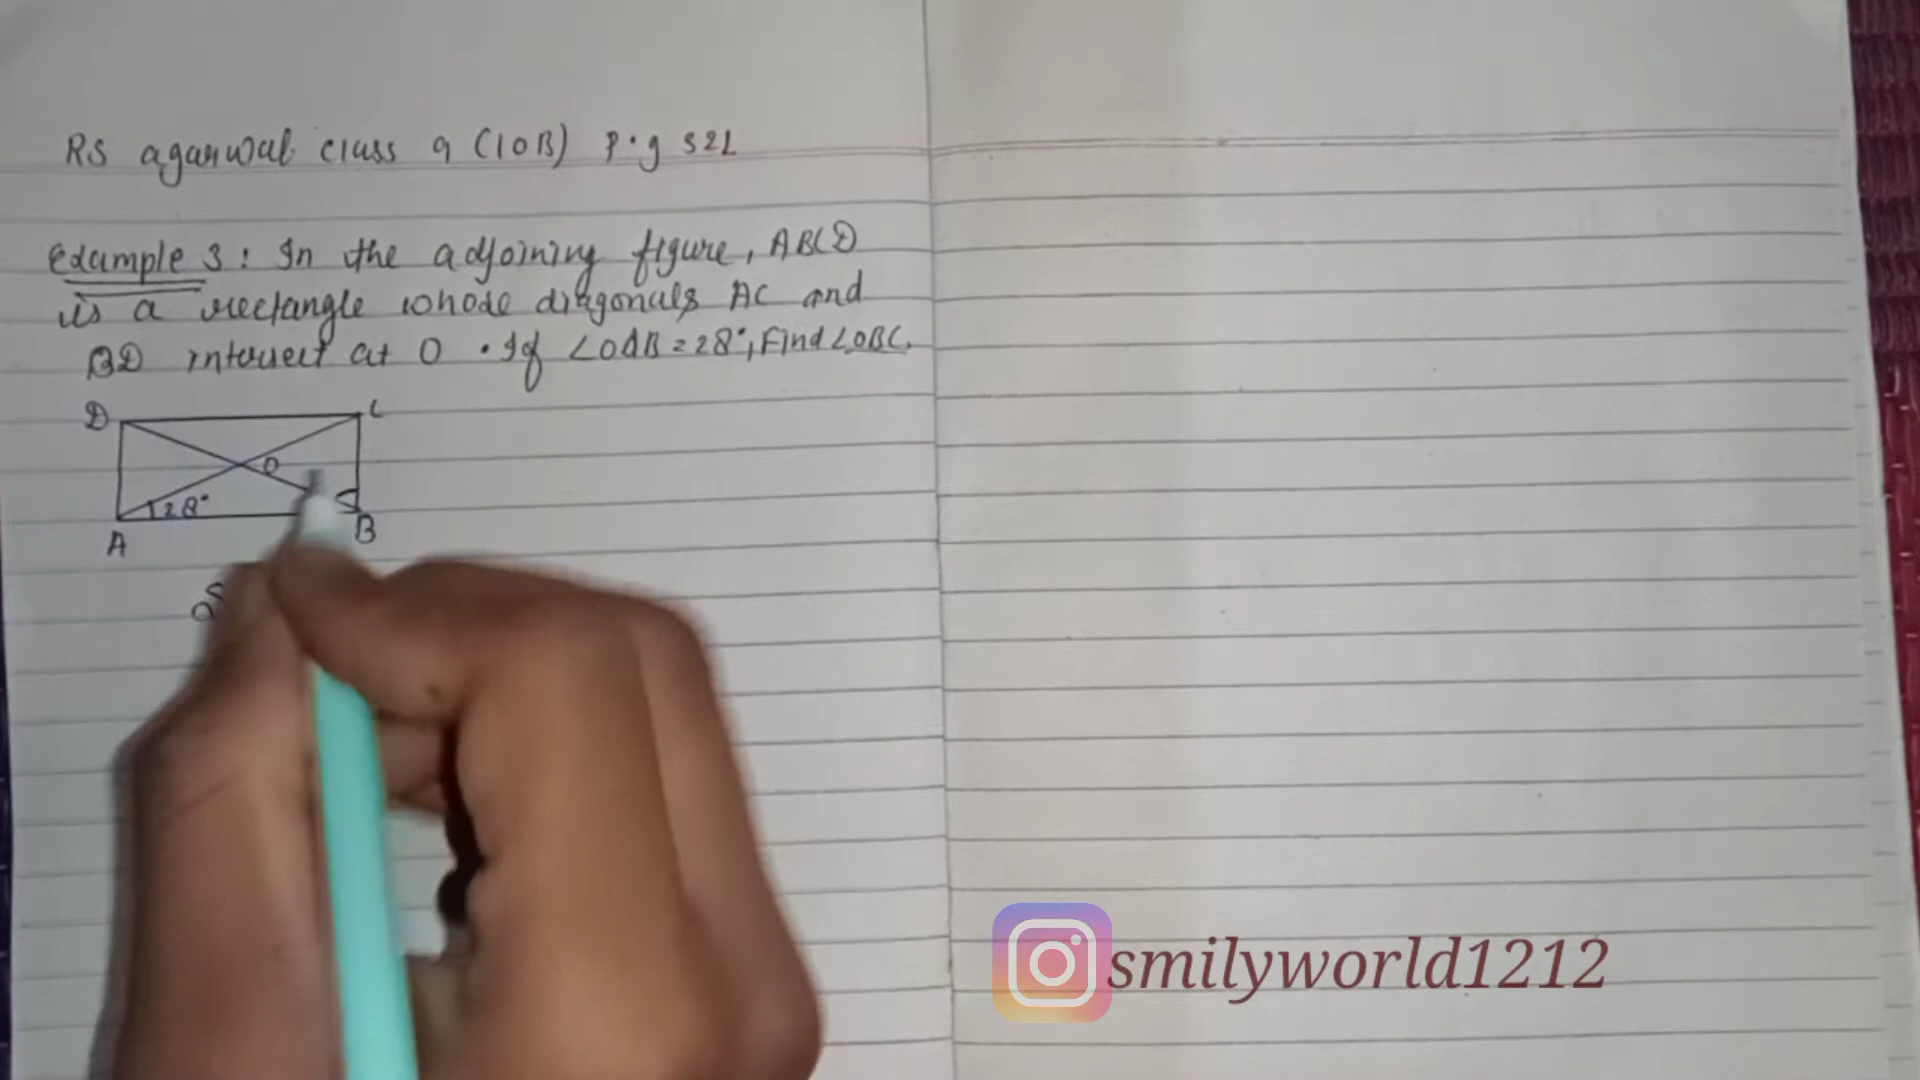 RS agarwal class 9 (10B) P.g 321
Example 3: In the adjoining figure, ABCD
is a rectangle whose diagonals AC and
BD intersect at O . If ∠OAB = 28°, Find ∠OBC.
D C
O
28°
A B
smilyworld1212